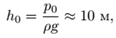 h₀ = p₀/ρg ≈ 10 м,